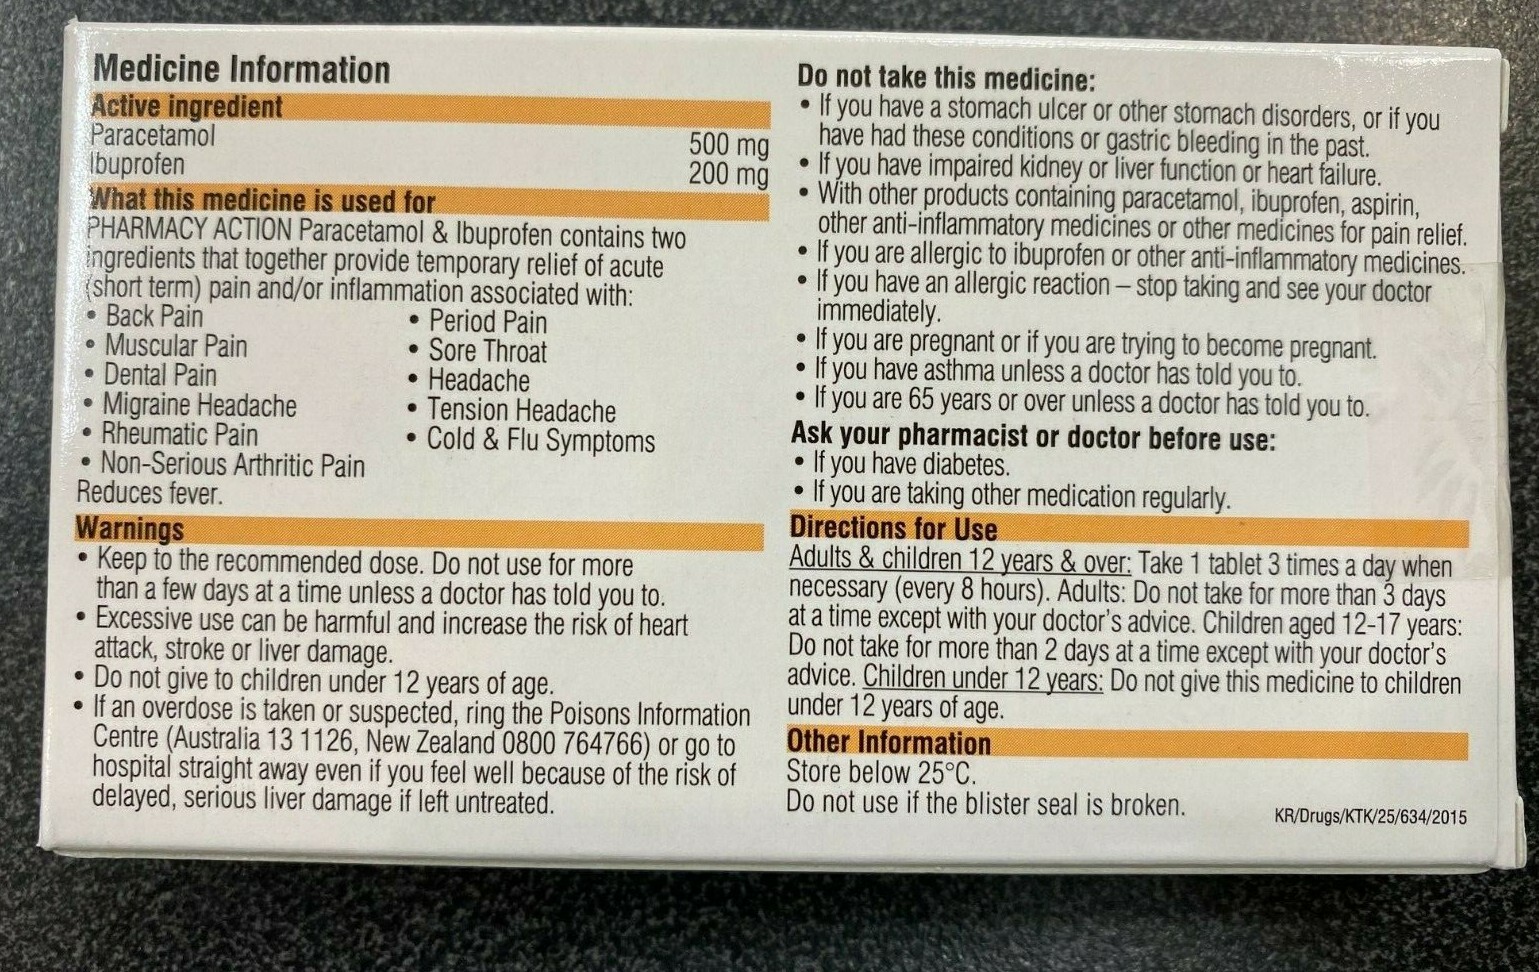 Medicine Information
Active ingredient
Paracetamol 500 mg
Ibuprofen 200 mg
What this medicine is used for
PHARMACY ACTION Paracetamol & Ibuprofen contains two
ingredients that together provide temporary relief of acute
(short term) pain and/or inflammation associated with:
• Back Pain
• Muscular Pain
• Dental Pain
• Migraine Headache
• Rheumatic Pain
• Non-Serious Arthritic Pain
• Period Pain
• Sore Throat
• Headache
• Tension Headache
• Cold & Flu Symptoms
Reduces fever.
Warnings
• Keep to the recommended dose. Do not use for more
than a few days at a time unless a doctor has told you to.
• Excessive use can be harmful and increase the risk of heart
attack, stroke or liver damage.
• Do not give to children under 12 years of age.
• If an overdose is taken or suspected, ring the Poisons Information
Centre (Australia 13 1126, New Zealand 0800 764766) or go to
hospital straight away even if you feel well because of the risk of
delayed, serious liver damage if left untreated.
Do not take this medicine:
• If you have a stomach ulcer or other stomach disorders, or if you
have had these conditions or gastric bleeding in the past.
• If you have impaired kidney or liver function or heart failure.
• With other products containing paracetamol, ibuprofen, aspirin,
other anti-inflammatory medicines or other medicines for pain relief.
• If you are allergic to ibuprofen or other anti-inflammatory medicines.
• If you have an allergic reaction – stop taking and see your doctor
immediately.
• If you are pregnant or if you are trying to become pregnant.
• If you have asthma unless a doctor has told you to.
• If you are 65 years or over unless a doctor has told you to.
Ask your pharmacist or doctor before use:
• If you have diabetes.
• If you are taking other medication regularly.
Directions for Use
Adults & children 12 years & over: Take 1 tablet 3 times a day when
necessary (every 8 hours). Adults: Do not take for more than 3 days
at a time except with your doctor's advice. Children aged 12-17 years:
Do not take for more than 2 days at a time except with your doctor's
advice. Children under 12 years: Do not give this medicine to children
under 12 years of age.
Other Information
Store below 25°C.
Do not use if the blister seal is broken.
KR/Drugs/KTK/25/634/2015